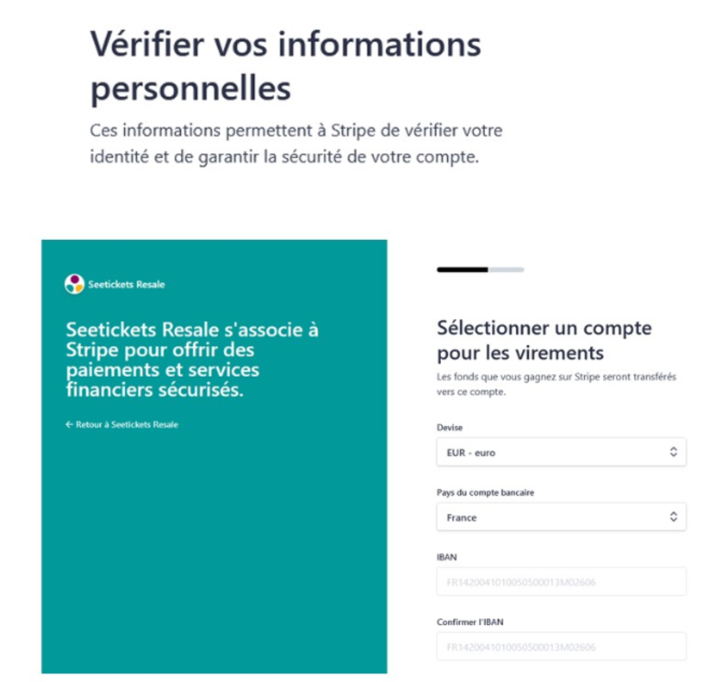 Vérifier vos informations
personnelles
Ces informations permettent à Stripe de vérifier votre
identité et de garantir la sécurité de votre compte.
Seetickets Resale
Seetickets Resale s'associe à
Stripe pour offrir des
paiements et services
financiers sécurisés.
← Retour à Seetickets Resale
Sélectionner un compte
pour les virements
Les fonds que vous gagnez sur Stripe seront transférés
vers ce compte.
Devise
EUR - euro
Pays du compte bancaire
France
IBAN
FR1420041010050500013M02606
Confirmer l'IBAN
FR1420041010050500013M02606